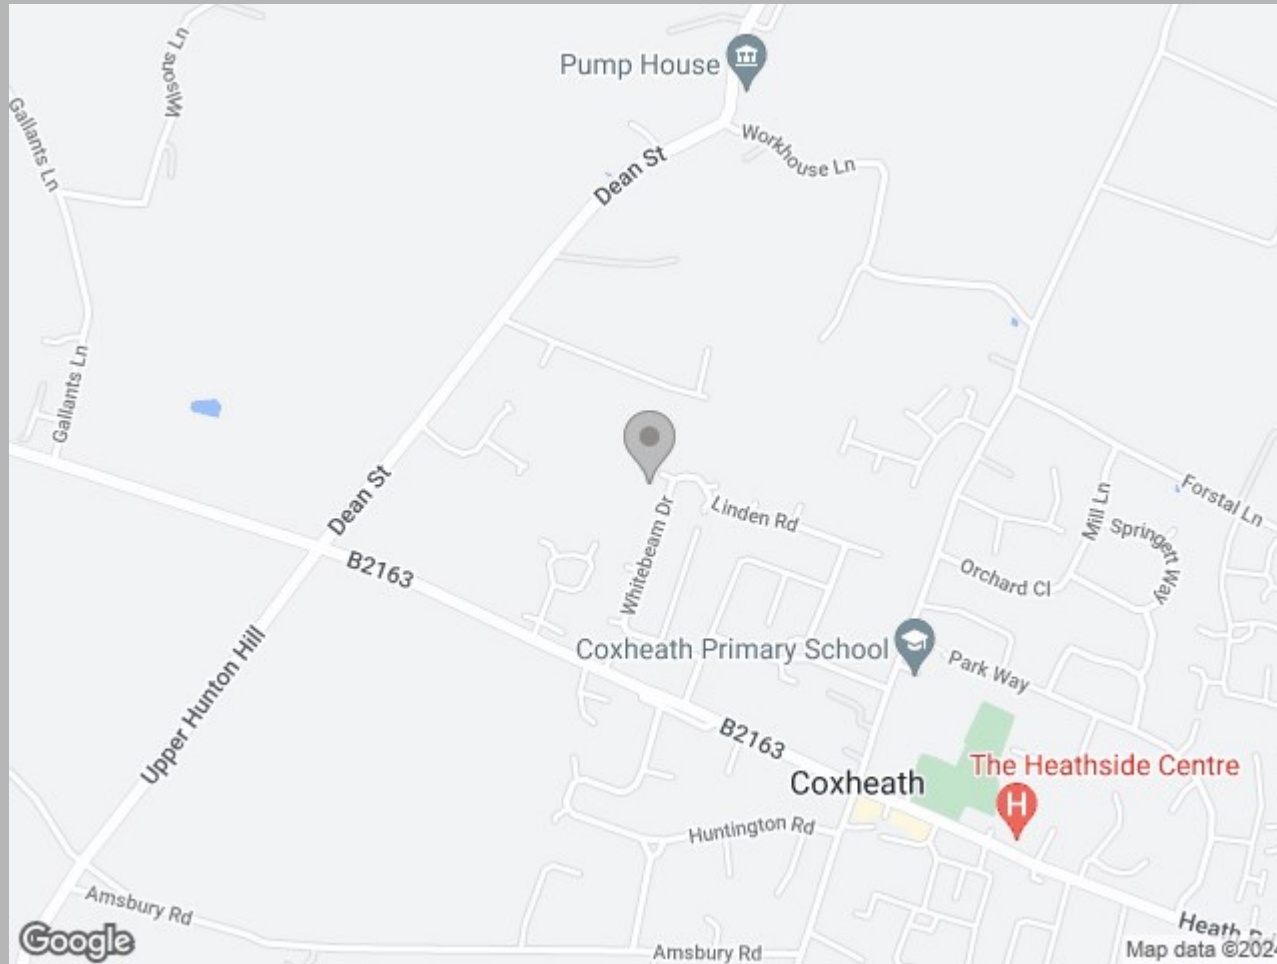 Wilsons Ln
Pump House
Gallants Ln
Workhouse Ln
Dean St
Gallants Ln
Dean St
Linden Rd
Forstal Ln
Mill Ln
Springett Way
B2163
Whitebeam Dr
Orchard Cl
Coxheath Primary School
Park Way
Upper Hunton Hill
B2163
The Heathside Centre
Coxheath
H
Huntington Rd
Amsbury Rd
Heath
Google
Amsbury Rd
Map data ©2024